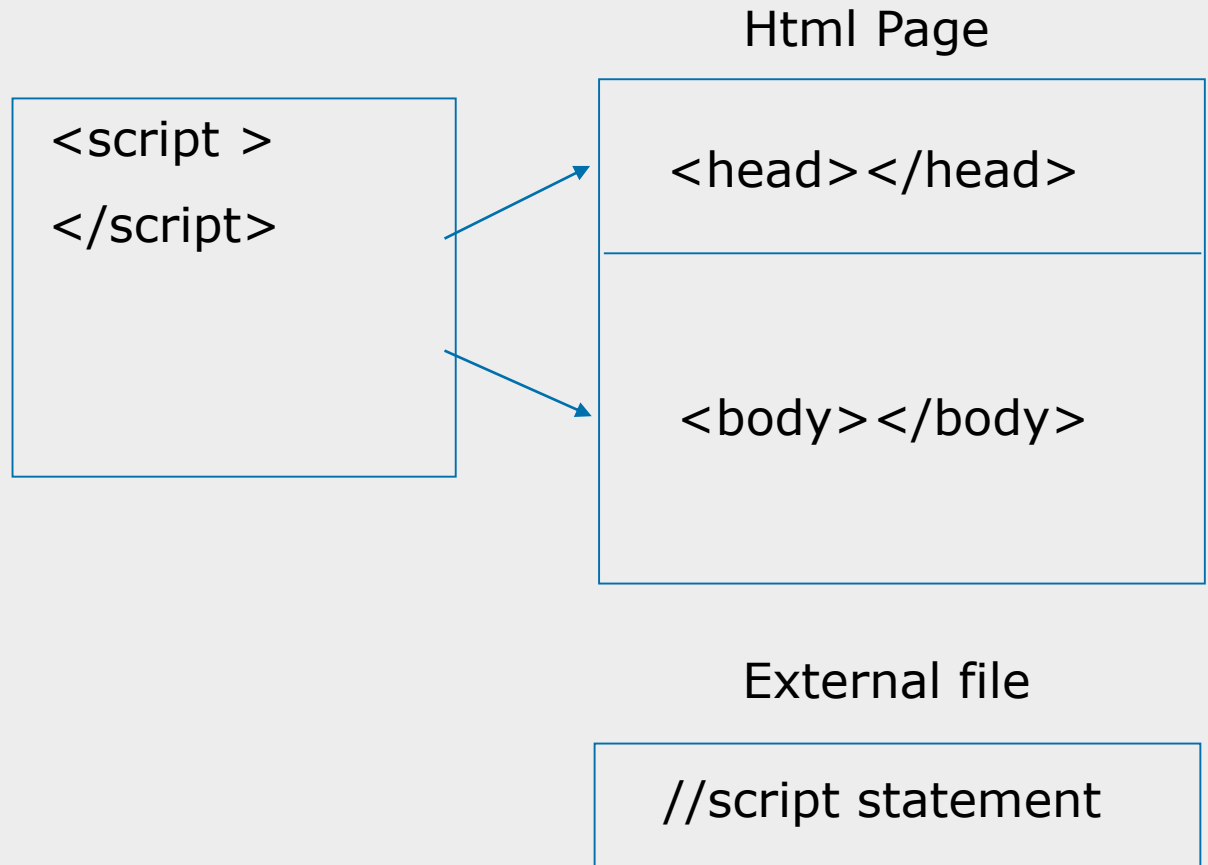 Html Page
<script >
</script>
<head></head>
<body></body>
External file
//script statement